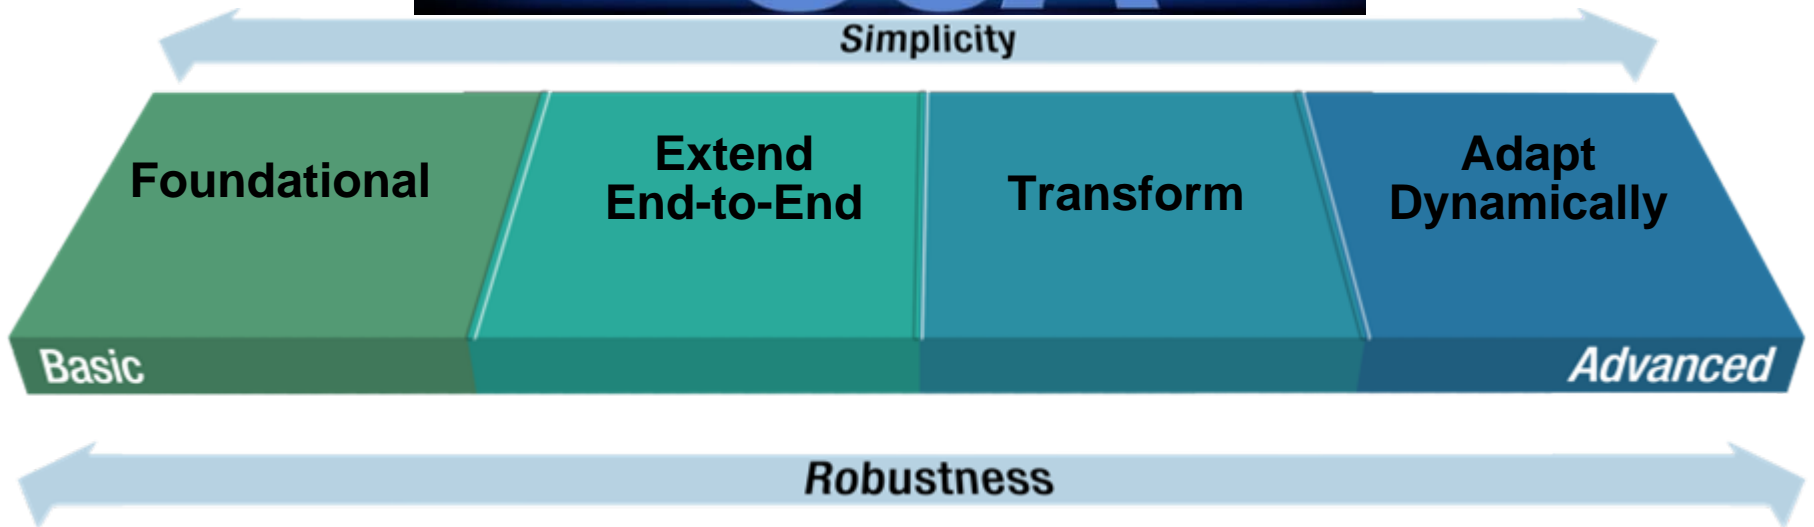 Simplicity
Foundational
Extend
End-to-End
Transform
Adapt
Dynamically
Basic
Advanced
Robustness